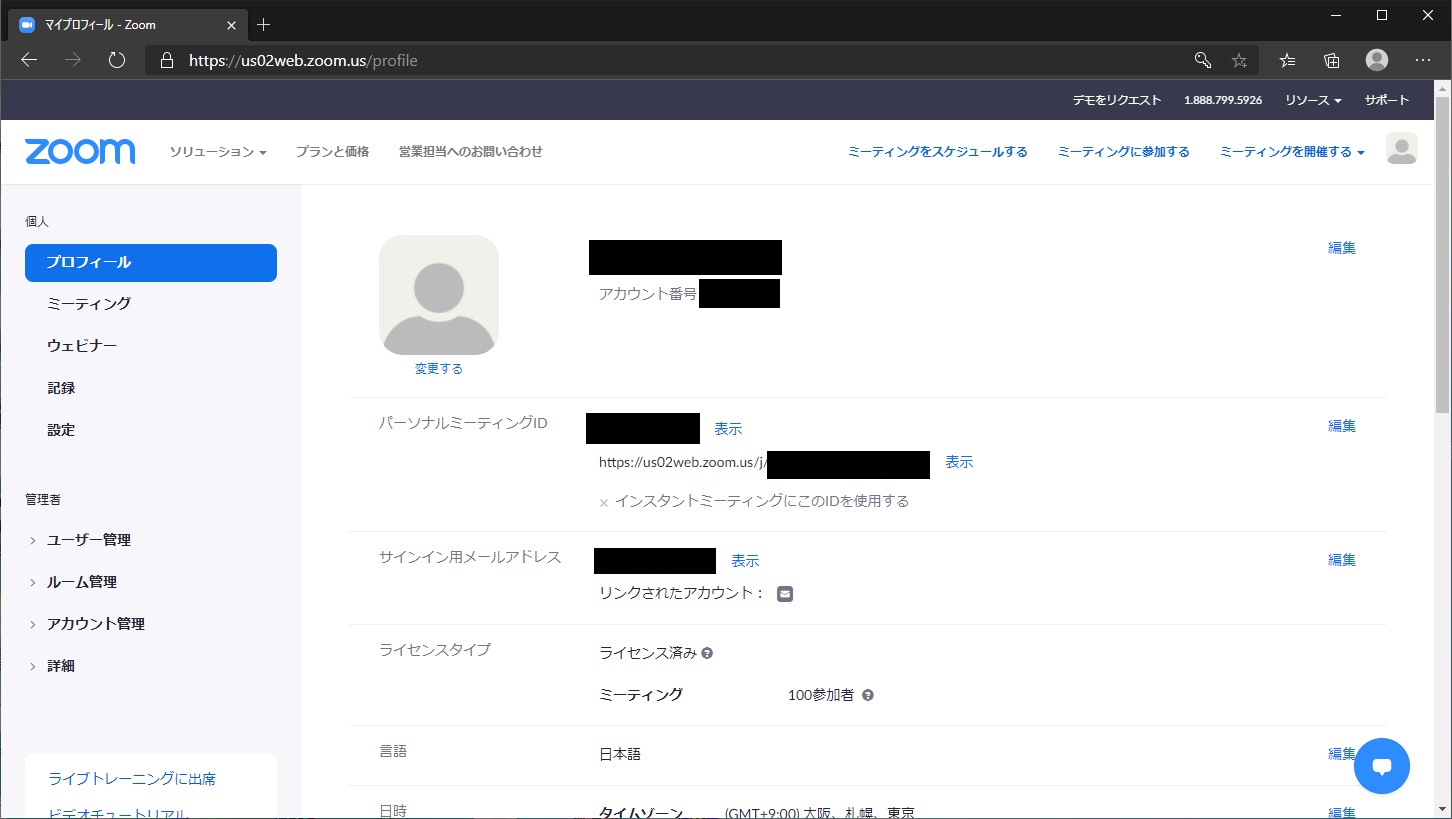 マイプロフィール - Zoom
https://us02web.zoom.us/profile
デモをリクエスト 1.888.799.5926 リソース サポート
zoom ソリューション プランと価格 営業担当へのお問い合わせ ミーティングをスケジュールする ミーティングに参加する ミーティングを開催する
個人
プロフィール
ミーティング
ウェビナー
記録
設定
管理者
ユーザー管理
ルーム管理
アカウント管理
詳細
ライブトレーニングに出席
ビデオチュートリアル
変更する
アカウント番号
編集
パーソナルミーティングID 表示 編集
https://us02web.zoom.us/j/ 表示
× インスタントミーティングにこのIDを使用する
サインイン用メールアドレス 表示 編集
リンクされたアカウント：
ライセンスタイプ ライセンス済み
ミーティング 100参加者
言語 日本語 編集
日時 タイムゾーン (GMT+9:00) 大阪、札幌、東京 編集